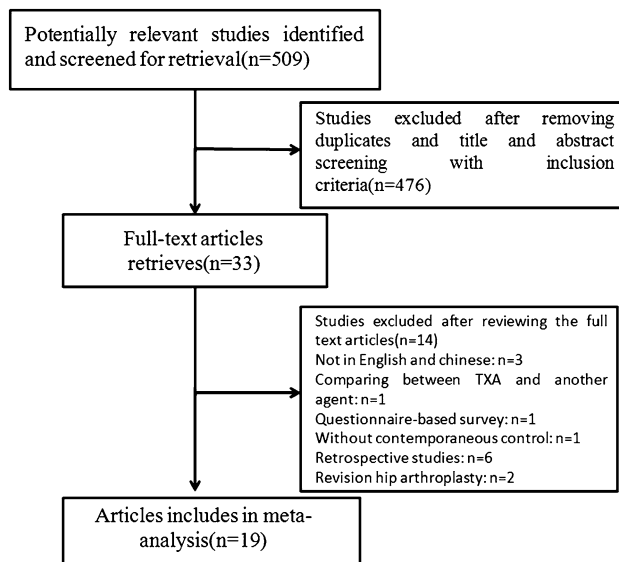 Potentially relevant studies identified
and screened for retrieval(n=509)
Studies excluded after removing
duplicates and title and abstract
screening with inclusion
criteria(n=476)
Full-text articles
retrieves(n=33)
Studies excluded after reviewing the full
text articles(n=14)
Not in English and chinese: n=3
Comparing between TXA and another
agent: n=1
Questionnaire-based survey: n=1
Without contemporaneous control: n=1
Retrospective studies: n=6
Revision hip arthroplasty: n=2
Articles includes in meta-
analysis(n=19)